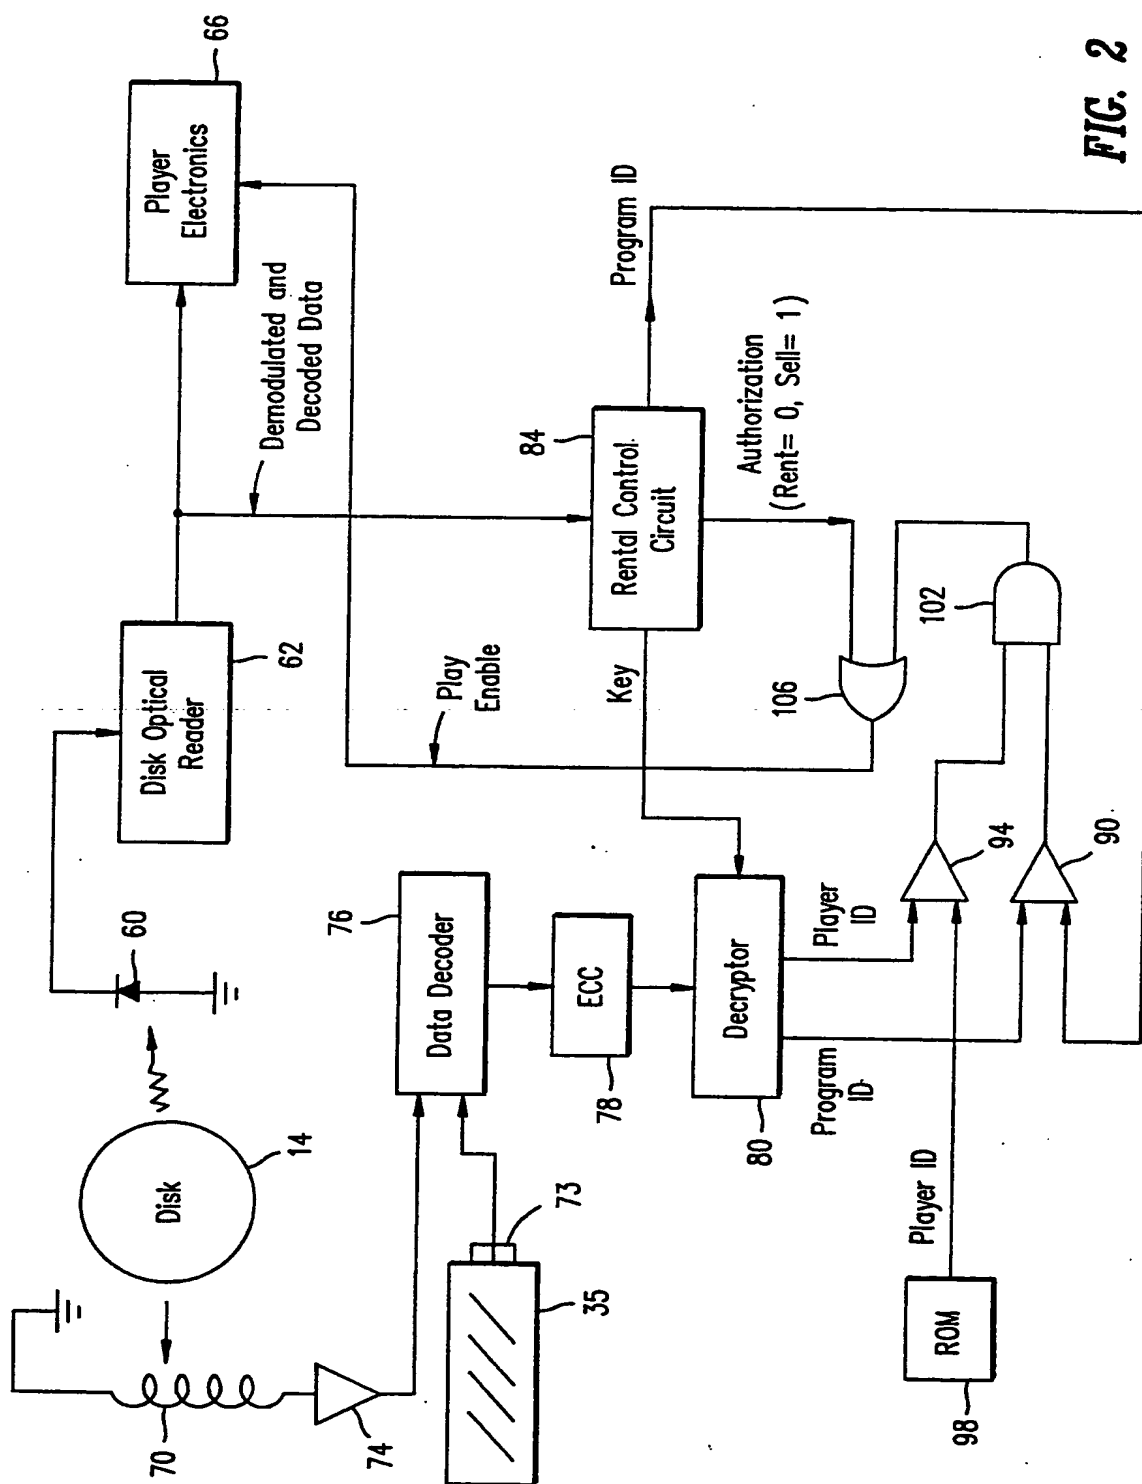 70
74
Disk
14
60
Disk Optical
Reader
62
Player
Electronics
66
Demodulated and
Decoded Data
35
73
Data Decoder
76
ECC
78
Decryptor
80
Key
Play
Enable
Rental Control
Circuit
84
Program ID
Authorization
(Rent= 0, Sell= 1)
106
102
Player
ID
Program
ID
94
90
Player ID
ROM
98
FIG. 2